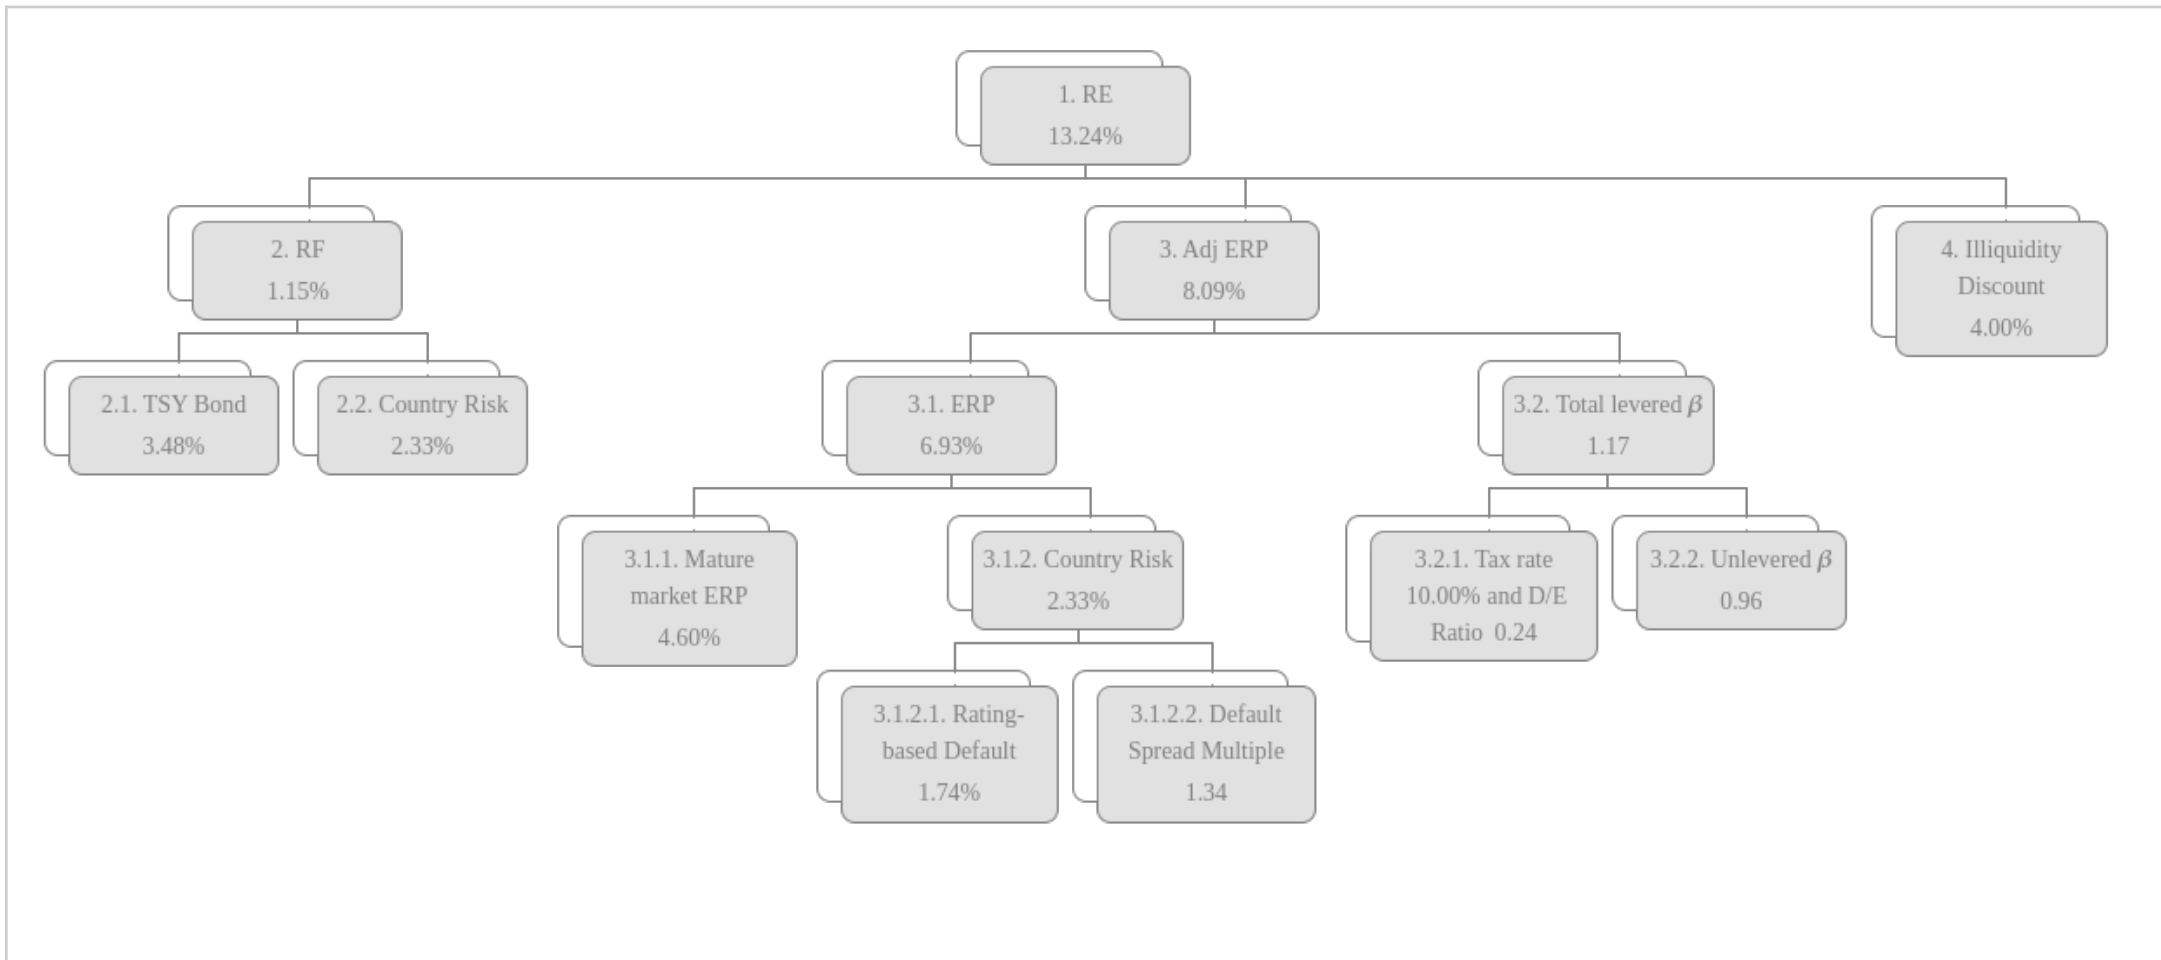 1. RE
13.24%
2. RF
1.15%
3. Adj ERP
8.09%
4. Illiquidity
Discount
4.00%
2.1. TSY Bond
3.48%
2.2. Country Risk
2.33%
3.1. ERP
6.93%
3.2. Total levered β
1.17
3.1.1. Mature
market ERP
4.60%
3.1.2. Country Risk
2.33%
3.2.1. Tax rate
10.00% and D/E
Ratio 0.24
3.2.2. Unlevered β
0.96
3.1.2.1. Rating-
based Default
1.74%
3.1.2.2. Default
Spread Multiple
1.34